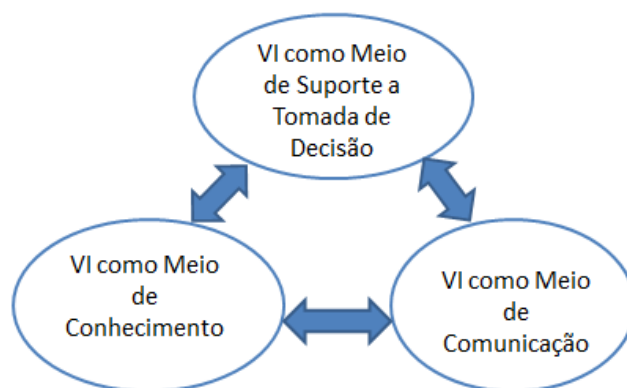 VI como Meio
de Suporte a
Tomada de
Decisão
VI como Meio
de
Conhecimento
VI como Meio
de
Comunicação